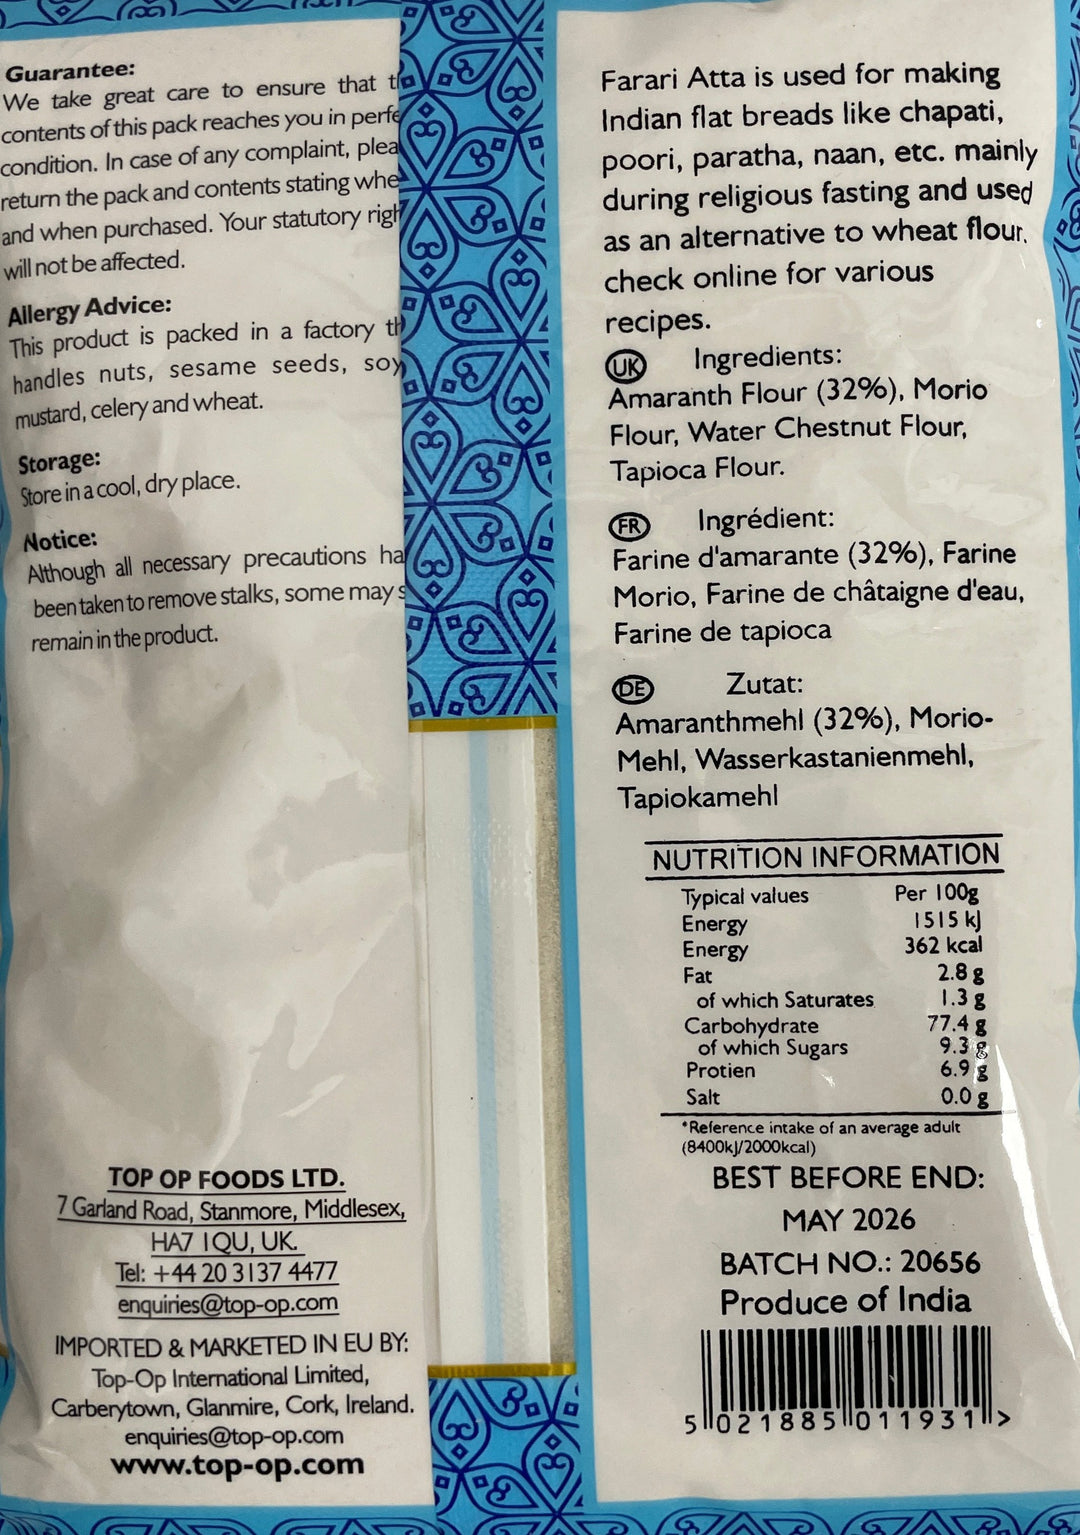 Guarantee:
We take great care to ensure that
contents of this pack reaches you in
condition. In case of any complaint,
return the pack and contents stating
and when purchased. Your statutory
will not be affected.
Allergy Advice:
This product is packed in a factory
handles nuts, sesame seeds, soy
mustard, celery and wheat.
Storage:
Store in a cool, dry place.
Notice:
Although all necessary precautions
been taken to remove stalks, some may
remain in the product.
TOP OP FOODS LTD.
7 Garland Road, Stanmore, Middlesex,
HA7 1QU, UK.
Tel: +44 20 3137 4477
enquiries@top-op.com
IMPORTED & MARKETED IN EU BY:
Top-Op International Limited,
Carberytown, Glanmire, Cork, Ireland.
enquiries@top-op.com
www.top-op.com
Farari Atta is used for making
Indian flat breads like chapati,
poori, paratha, naan, etc. mainly
during religious fasting and used
as an alternative to wheat flour.
check online for various
recipes.
UK Ingredients:
Amaranth Flour (32%), Morio
Flour, Water Chestnut Flour,
Tapioca Flour.
FR Ingrédient:
Farine d'amarante (32%), Farine
Morio, Farine de châtaigne d'eau,
Farine de tapioca
DE Zutat:
Amaranthmehl (32%), Morio-
Mehl, Wasserkastanienmehl,
Tapiokamehl
NUTRITION INFORMATION
Typical values Per 100g
Energy 1515 kJ
Energy 362 kcal
Fat 2.8 g
of which Saturates 1.3 g
Carbohydrate 77.4 g
of which Sugars 9.3 g
Protien 6.9 g
Salt 0.0 g
*Reference intake of an average adult
(8400kJ/2000kcal)
BEST BEFORE END:
MAY 2026
BATCH NO.: 20656
Produce of India
5 021885 011931 >